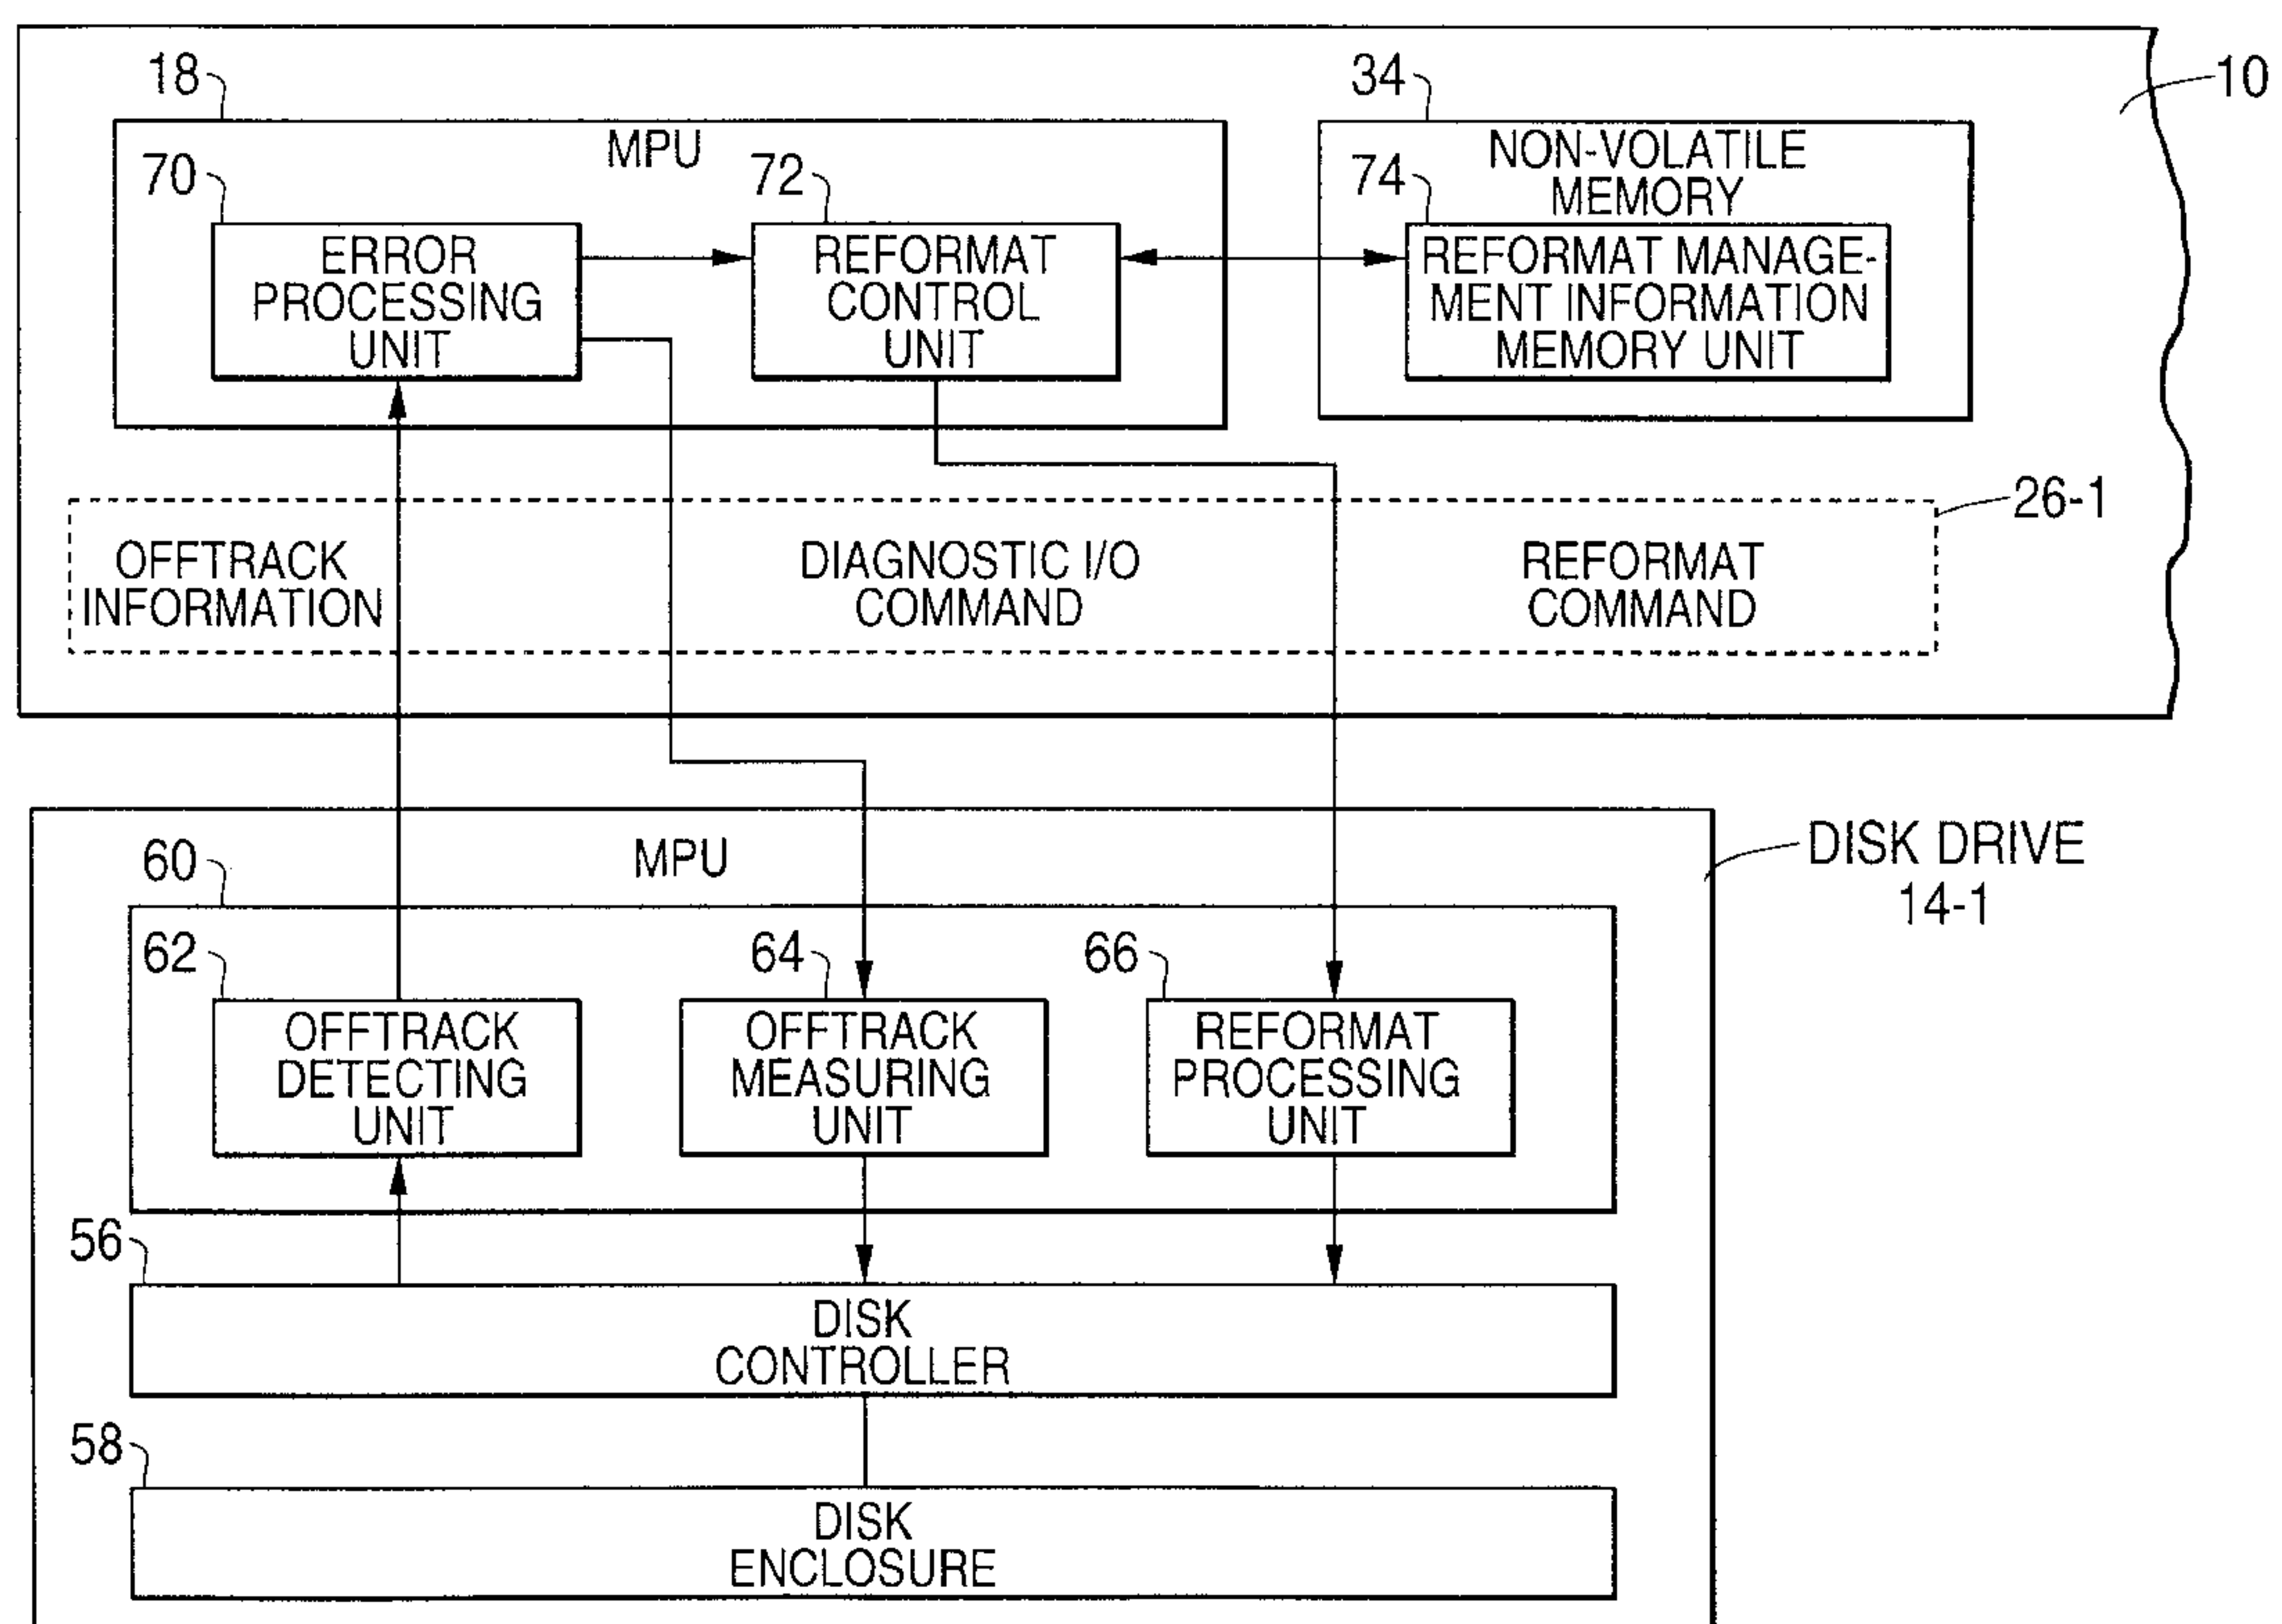 18
34
10
MPU
NON-VOLATILE
MEMORY
70
72
74
ERROR
PROCESSING
UNIT
REFORMAT
CONTROL
UNIT
REFORMAT MANAGE-
MENT INFORMATION
MEMORY UNIT
26-1
OFFTRACK
INFORMATION
DIAGNOSTIC I/O
COMMAND
REFORMAT
COMMAND
DISK DRIVE
14-1
60
MPU
62
64
66
OFFTRACK
DETECTING
UNIT
OFFTRACK
MEASURING
UNIT
REFORMAT
PROCESSING
UNIT
56
DISK
CONTROLLER
58
DISK
ENCLOSURE